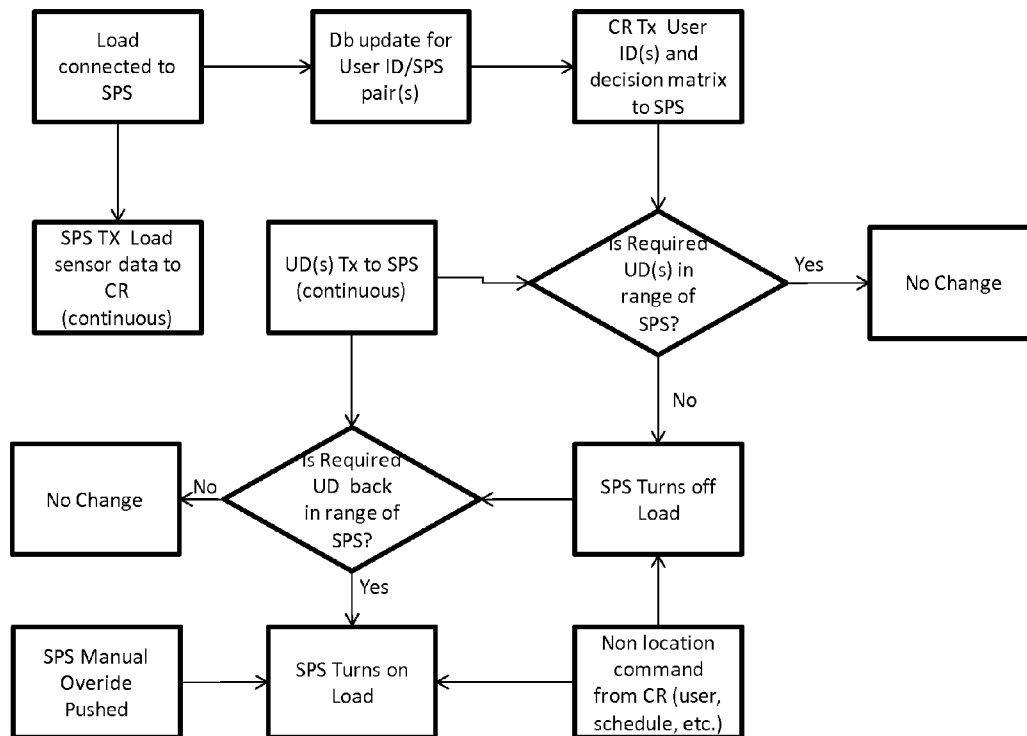 Load
connected to
SPS
Db update for
User ID/SPS
pair(s)
CR Tx User
ID(s) and
decision matrix
to SPS
SPS TX Load
sensor data to
CR
(continuous)
UD(s) Tx to SPS
(continuous)
Is Required
UD(s) in
range of
SPS?
Yes
No Change
No
No Change
No
Is Required
UD back
in range of
SPS?
SPS Turns off
Load
Yes
SPS Manual
Overide
Pushed
SPS Turns on
Load
Non location
command
from CR (user,
schedule, etc.)